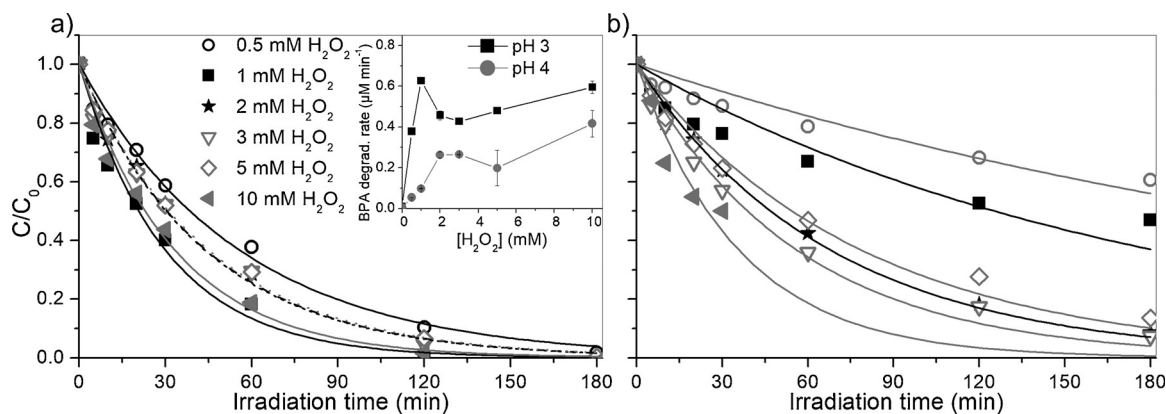 a)
C/C₀
1.0
0.8
0.6
0.4
0.2
0.0
0.5 mM H₂O₂
1 mM H₂O₂
2 mM H₂O₂
3 mM H₂O₂
5 mM H₂O₂
10 mM H₂O₂
BPA degrad. rate (µM min⁻¹)
0.8
0.6
0.4
0.2
0.0
pH 3
pH 4
0 2 4 6 8 10
[H₂O₂] (mM)
0 30 60 90 120 150 180
Irradiation time (min)
b)
0 30 60 90 120 150 180
Irradiation time (min)